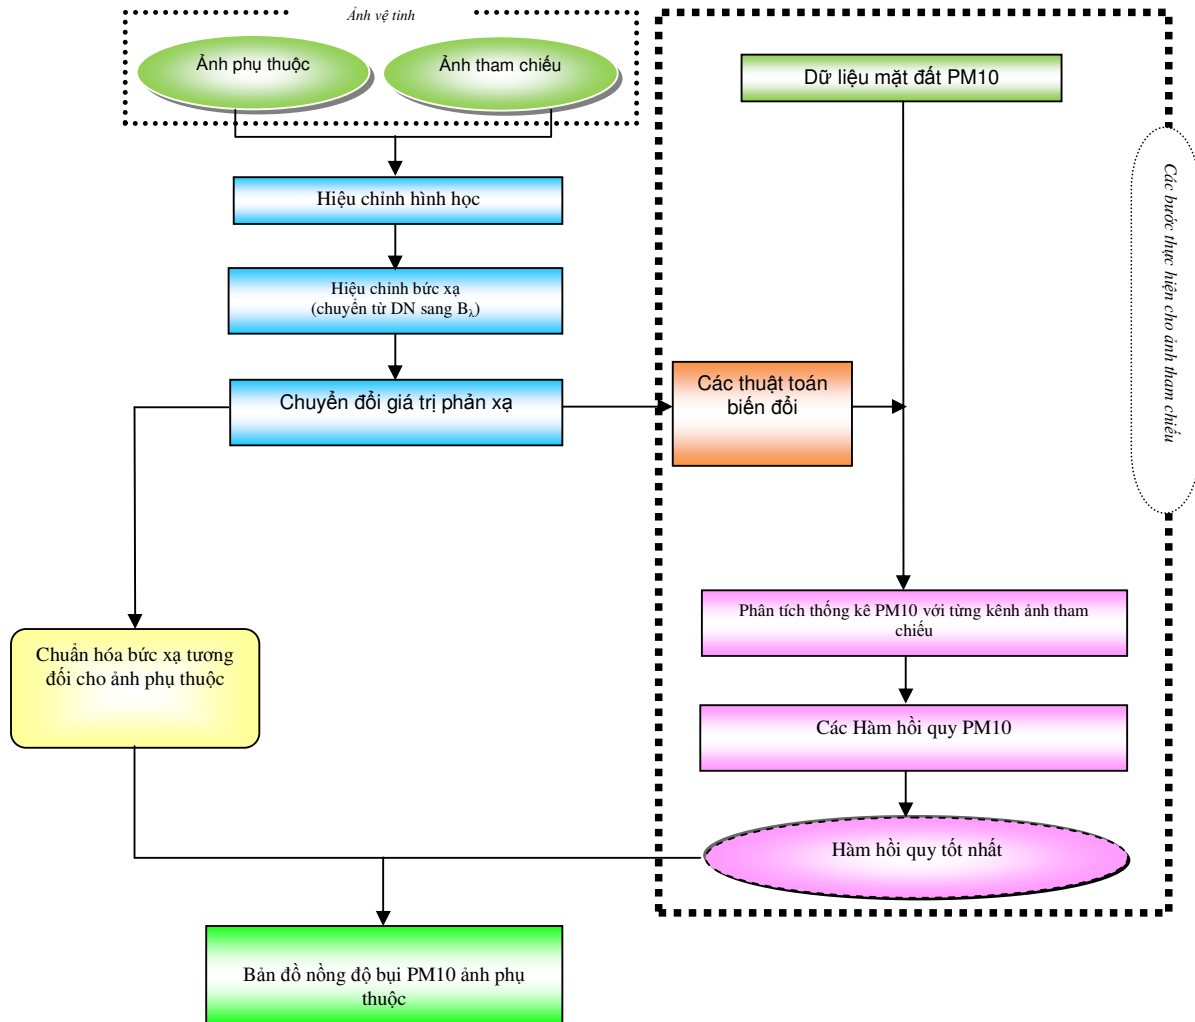 Ảnh vệ tinh
Ảnh phụ thuộc
Ảnh tham chiếu
Dữ liệu mặt đất PM10
Hiệu chỉnh hình học
Hiệu chỉnh bức xạ
(chuyển từ DN sang Bλ)
Chuyển đổi giá trị phản xạ
Các thuật toán
biến đổi
Các bước thực hiện cho ảnh tham chiếu
Phân tích thống kê PM10 với từng kênh ảnh tham
chiếu
Chuẩn hóa bức xạ tương
đối cho ảnh phụ thuộc
Các Hàm hồi quy PM10
Hàm hồi quy tốt nhất
Bản đồ nồng độ bụi PM10 ảnh phụ
thuộc